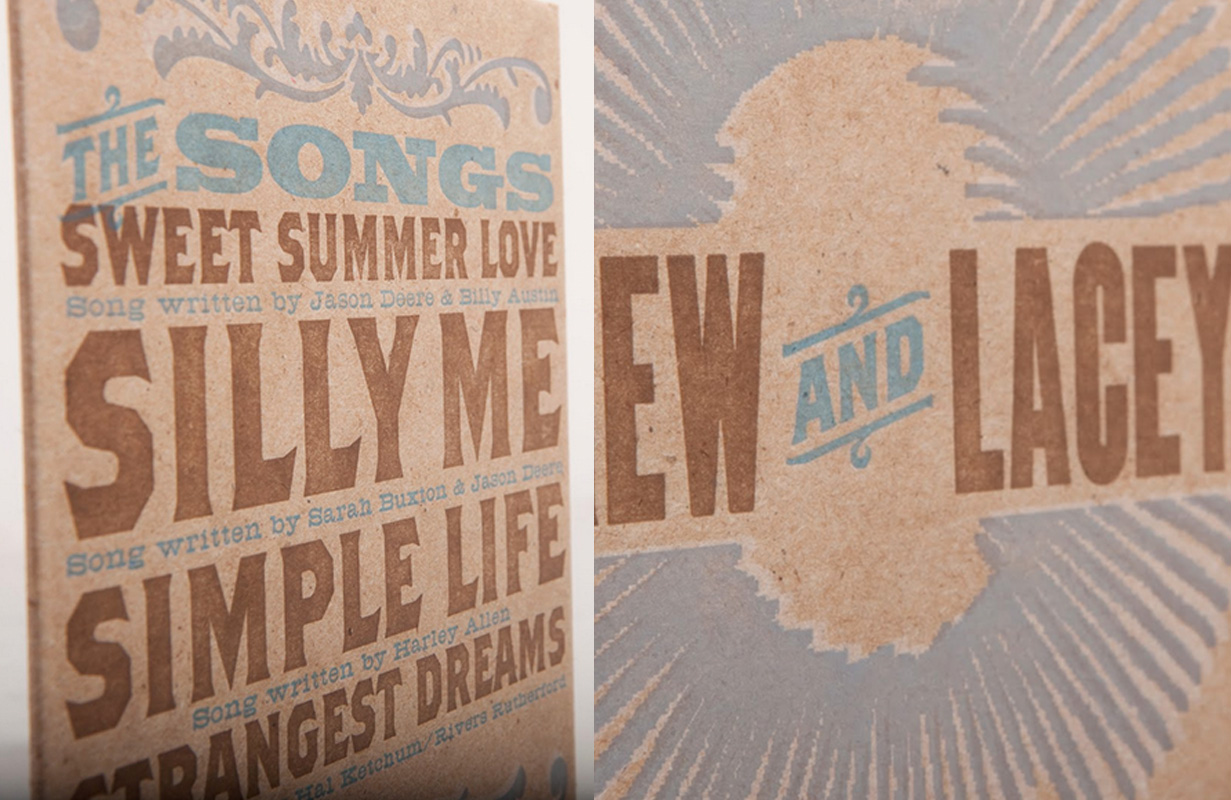 THE SONGS
SWEET SUMMER LOVE
Song written by Jason Deere & Billy Austin
SILLY ME
Song written by Sarah Buxton & Jason Deere
SIMPLE LIFE
Song written by Harley Allen
STRANGEST DREAMS
Hal Ketchum/Rivers Rutherford
EW AND LACEY